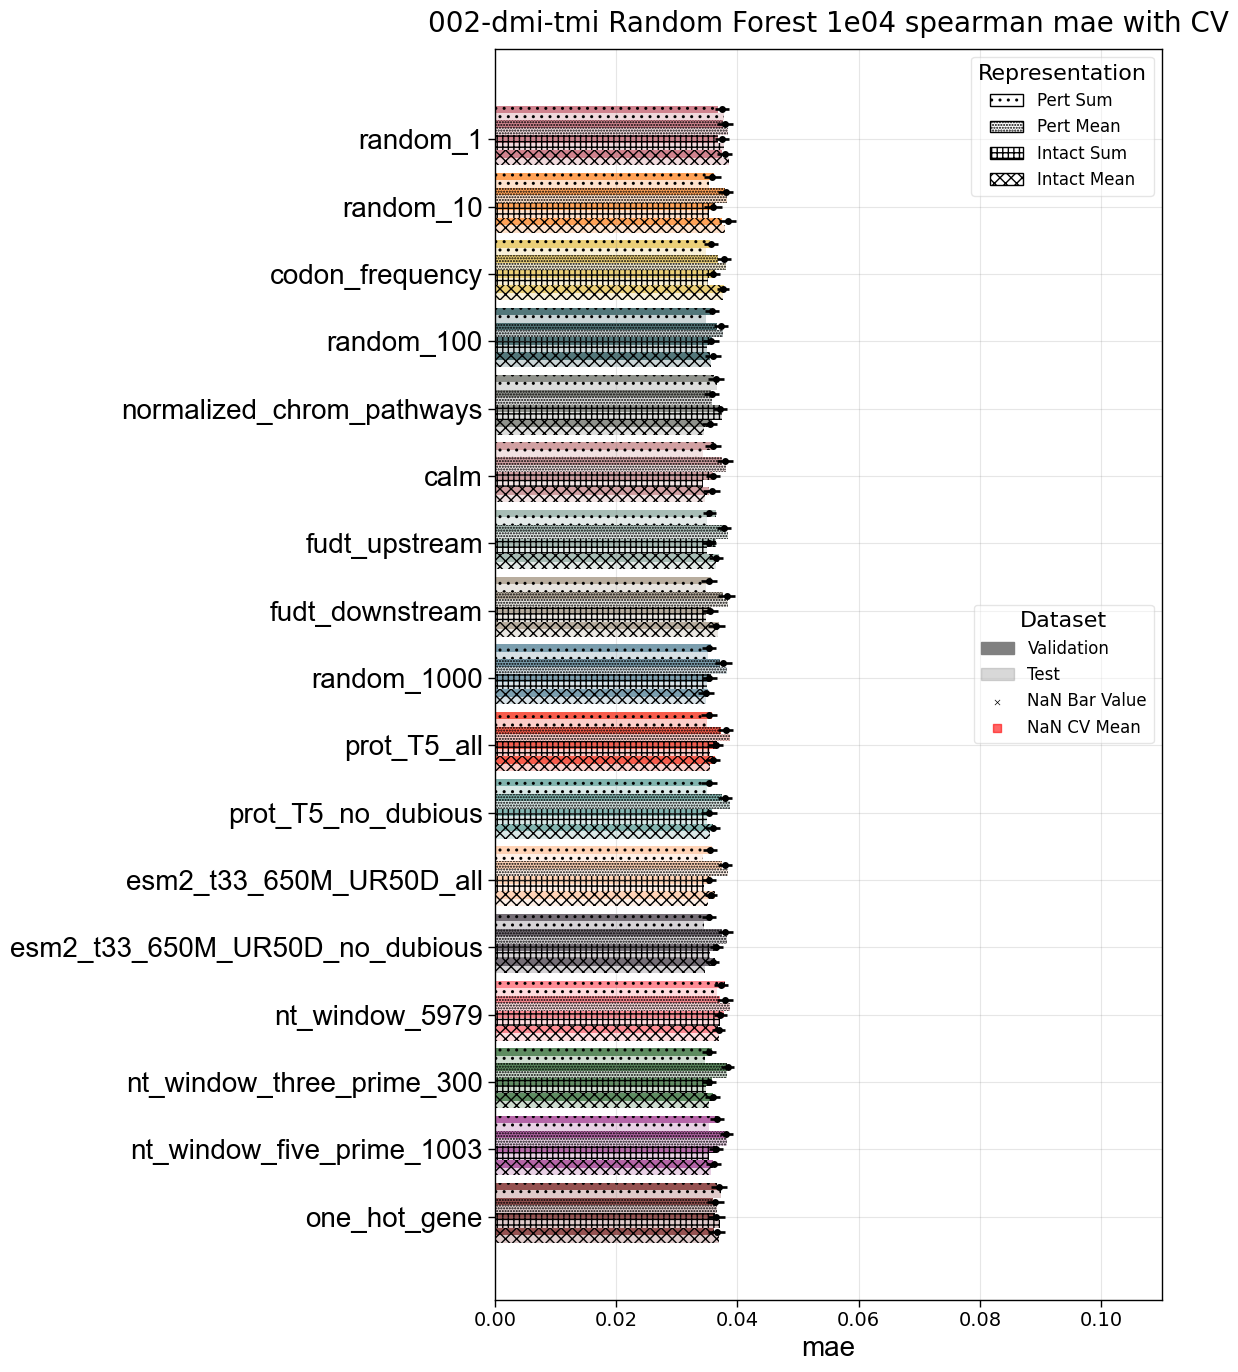 002-dmi-tmi Random Forest 1e04 spearman mae with CV
Representation
Pert Sum
Pert Mean
Intact Sum
Intact Mean
random_1
random_10
codon_frequency
random_100
normalized_chrom_pathways
calm
fudt_upstream
fudt_downstream
random_1000
prot_T5_all
prot_T5_no_dubious
esm2_t33_650M_UR50D_all
esm2_t33_650M_UR50D_no_dubious
nt_window_5979
nt_window_three_prime_300
nt_window_five_prime_1003
one_hot_gene
Dataset
Validation
Test
NaN Bar Value
NaN CV Mean
0.00 0.02 0.04 0.06 0.08 0.10
mae